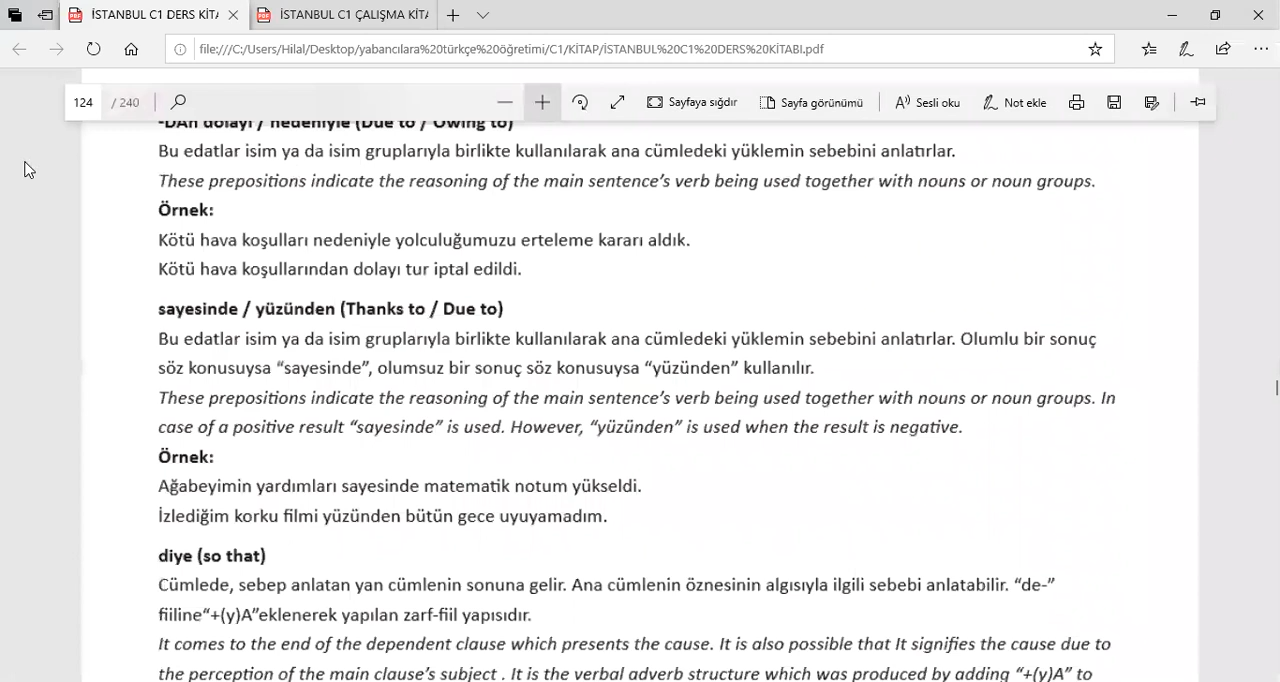 İSTANBUL C1 DERS KİTA
İSTANBUL C1 ÇALIŞMA KİTA
file:///C:/Users/Hilal/Desktop/yabancılara%20türkçe%20öğretimi/C1/KİTAP/İSTANBUL%20C1%20DERS%20KİTABI.pdf
124 / 240 Sayfaya sığdır Sayfa görünümü Sesli oku Not ekle
-DAn dolayı / nedeniyle (Due to / Owing to)
Bu edatlar isim ya da isim gruplarıyla birlikte kullanılarak ana cümledeki yüklemin sebebini anlatırlar.
These prepositions indicate the reasoning of the main sentence’s verb being used together with nouns or noun groups.
Örnek:
Kötü hava koşulları nedeniyle yolculuğumuzu erteleme kararı aldık.
Kötü hava koşullarından dolayı tur iptal edildi.
sayesinde / yüzünden (Thanks to / Due to)
Bu edatlar isim ya da isim gruplarıyla birlikte kullanılarak ana cümledeki yüklemin sebebini anlatırlar. Olumlu bir sonuç
söz konusuysa “sayesinde”, olumsuz bir sonuç söz konusuysa “yüzünden” kullanılır.
These prepositions indicate the reasoning of the main sentence’s verb being used together with nouns or noun groups. In
case of a positive result “sayesinde” is used. However, “yüzünden” is used when the result is negative.
Örnek:
Ağabeyimin yardımları sayesinde matematik notum yükseldi.
İzlediğim korku filmi yüzünden bütün gece uyuyamadım.
diye (so that)
Cümlede, sebep anlatan yan cümlenin sonuna gelir. Ana cümlenin öznesinin algısıyla ilgili sebebi anlatabilir. “de-”
fiiline“+(y)A”eklenerek yapılan zarf-fiil yapısıdır.
It comes to the end of the dependent clause which presents the cause. It is also possible that It signifies the cause due to
the perception of the main clause’s subject . It is the verbal adverb structure which was produced by adding “+(y)A” to